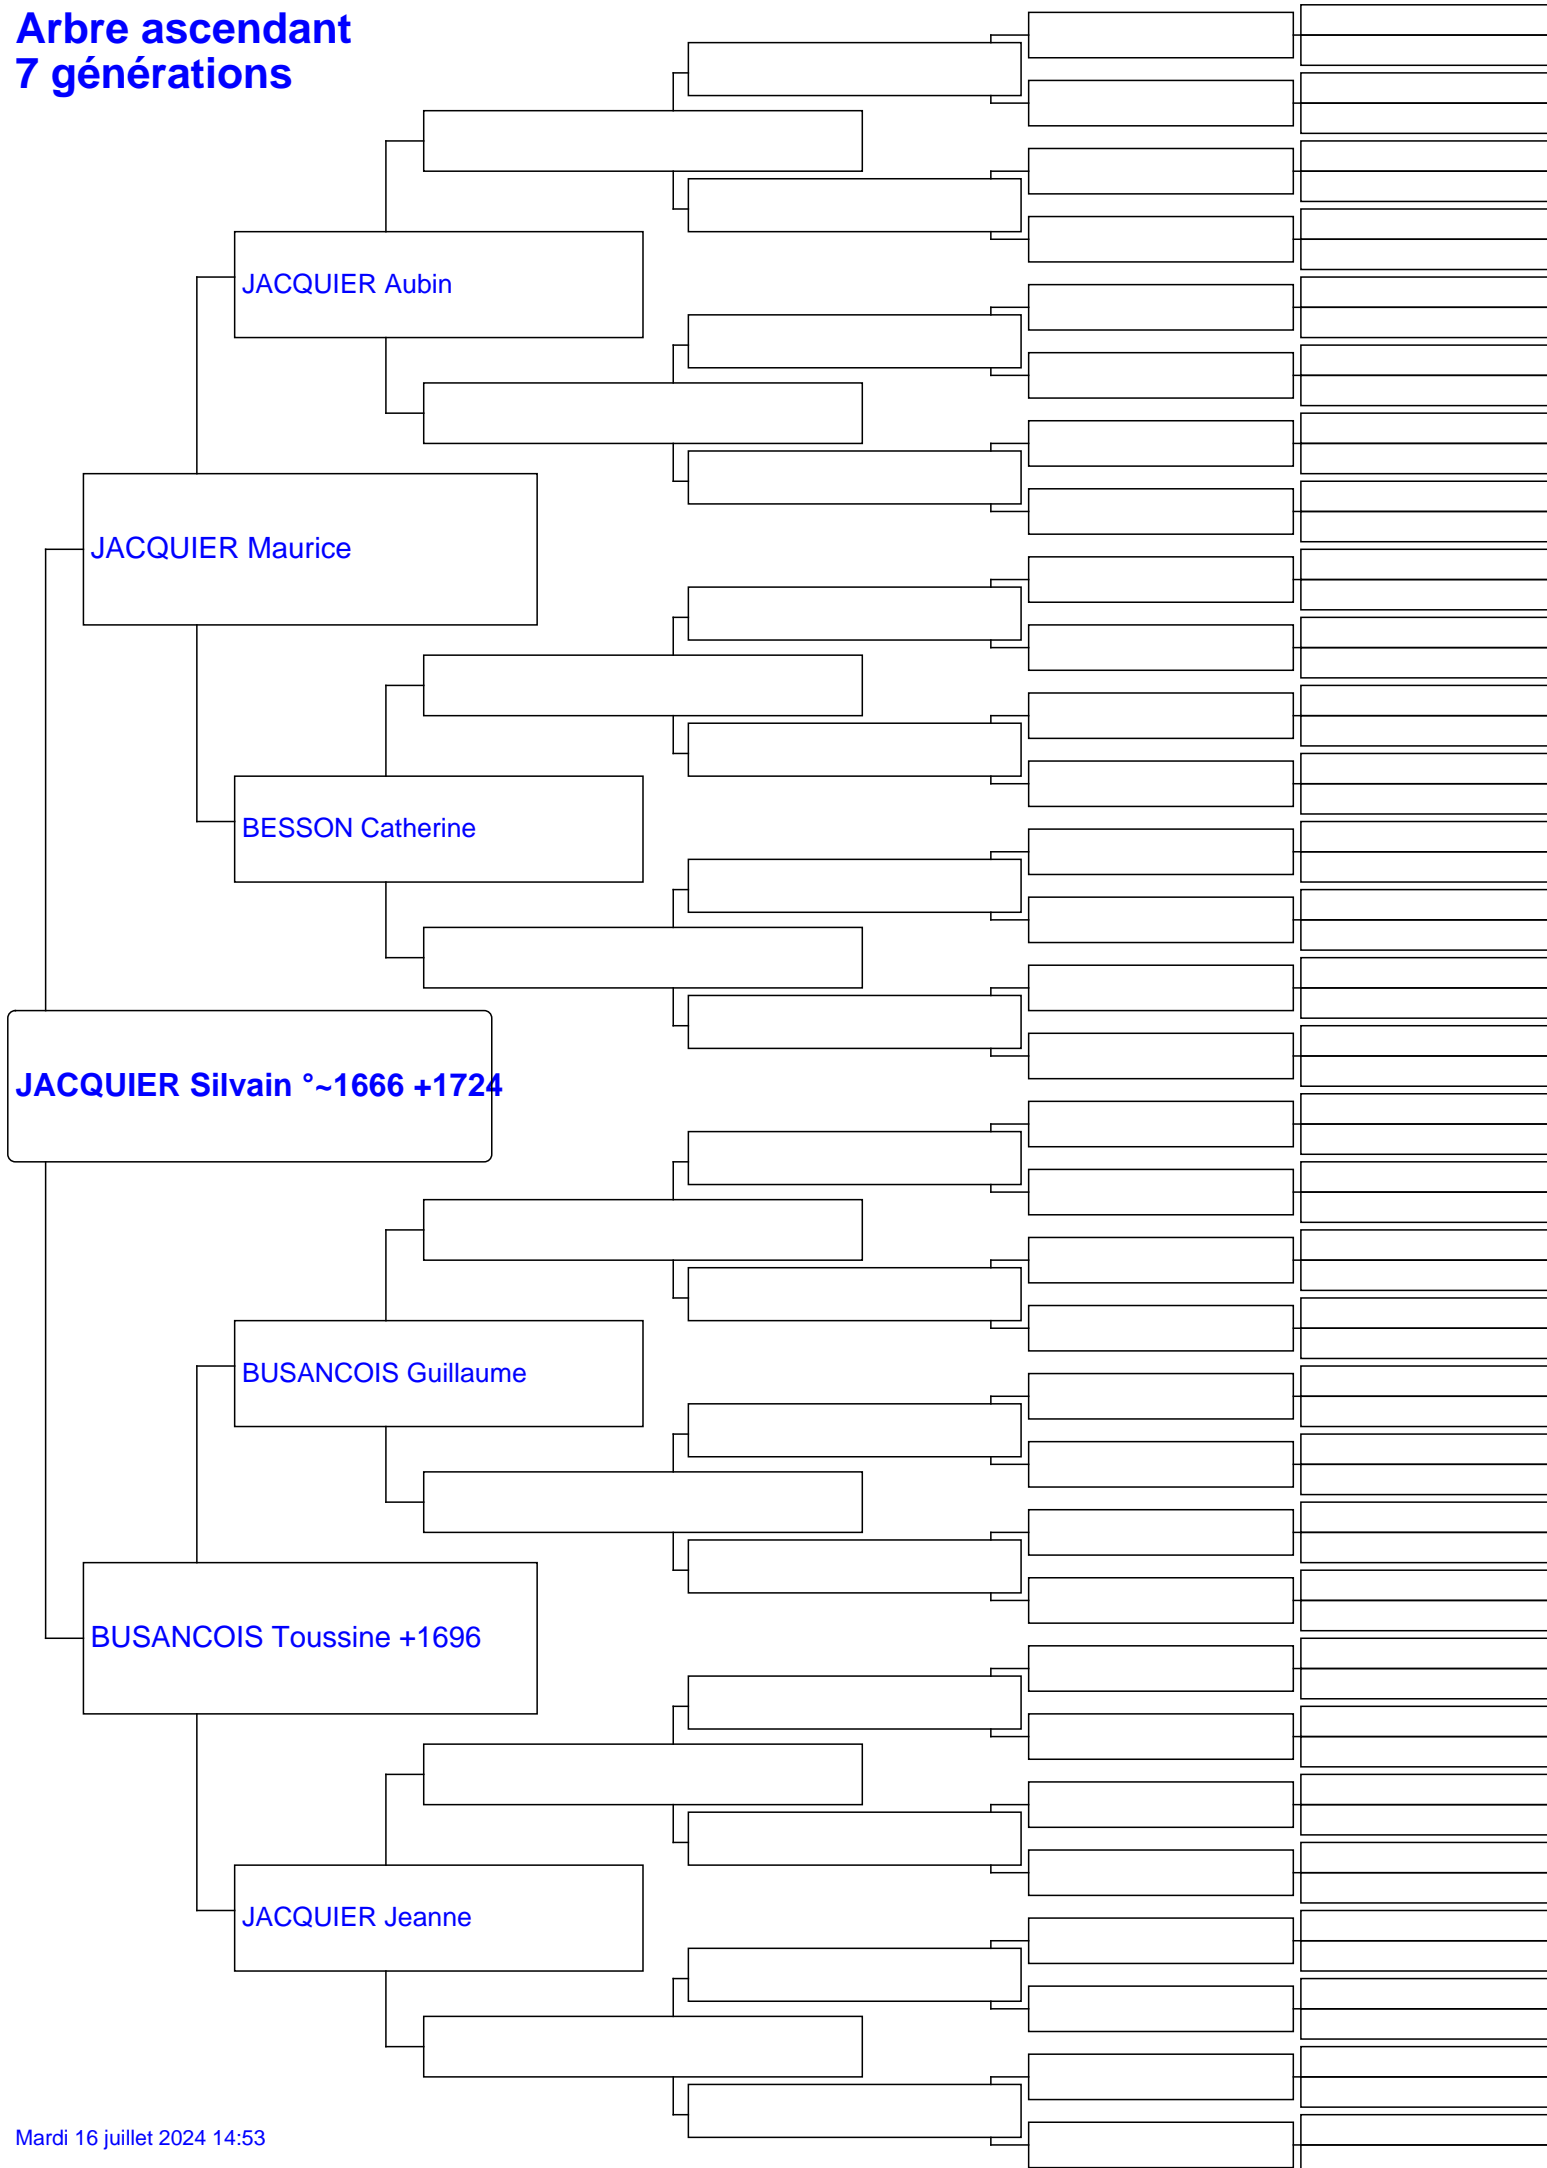 Arbre ascendant
7 générations
JACQUIER Aubin
JACQUIER Maurice
BESSON Catherine
JACQUIER Silvain °~1666 +1724
BUSANCOIS Guillaume
BUSANCOIS Toussine +1696
JACQUIER Jeanne
Mardi 16 juillet 2024 14:53